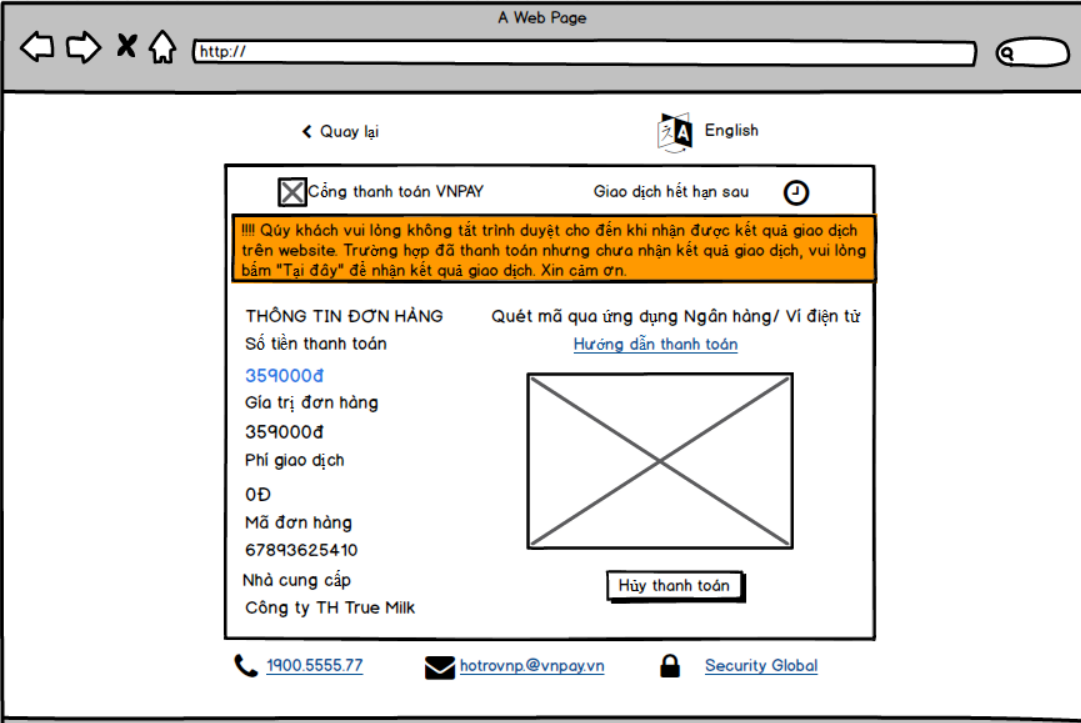 A Web Page
http://
Quay lại
English
Cổng thanh toán VNPAY
Giao dịch hết hạn sau
!!!! Qúy khách vui lòng không tắt trình duyệt cho đến khi nhận được kết quả giao dịch
trên website. Trường hợp đã thanh toán nhưng chưa nhận kết quả giao dịch, vui lòng
bấm "Tại đây" để nhận kết quả giao dịch. Xin cảm ơn.
THÔNG TIN ĐƠN HÀNG
Số tiền thanh toán
359000đ
Gía trị đơn hàng
359000đ
Phí giao dịch
0Đ
Mã đơn hàng
67893625410
Nhà cung cấp
Công ty TH True Milk
Quét mã qua ứng dụng Ngân hàng/ Ví điện tử
Hướng dẫn thanh toán
Hủy thanh toán
1900.5555.77
hotrovnp.@vnpay.vn
Security Global